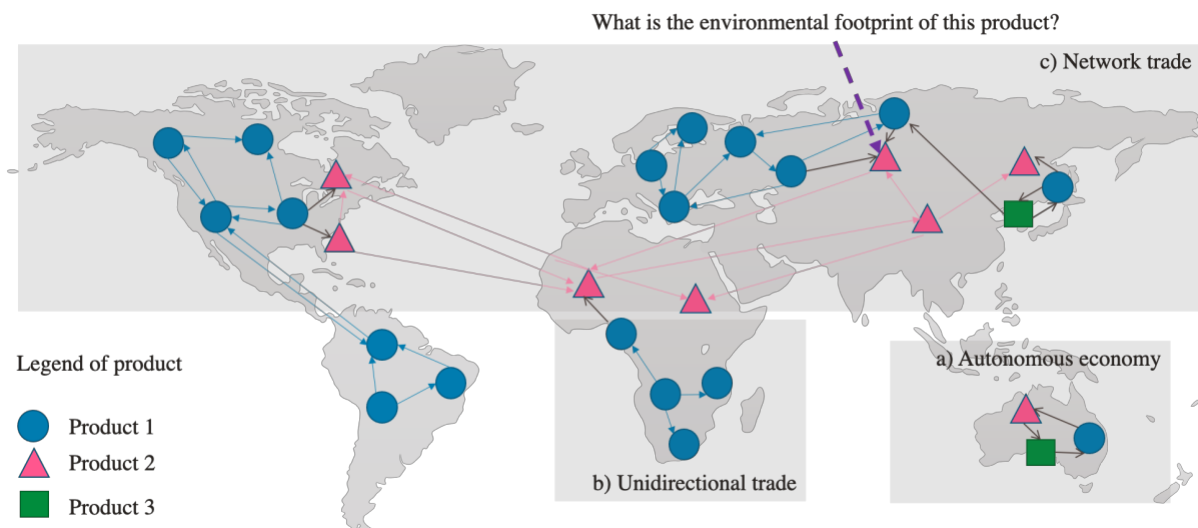 What is the environmental footprint of this product?
c) Network trade
Legend of product
a) Autonomous economy
Product 1
Product 2
b) Unidirectional trade
Product 3